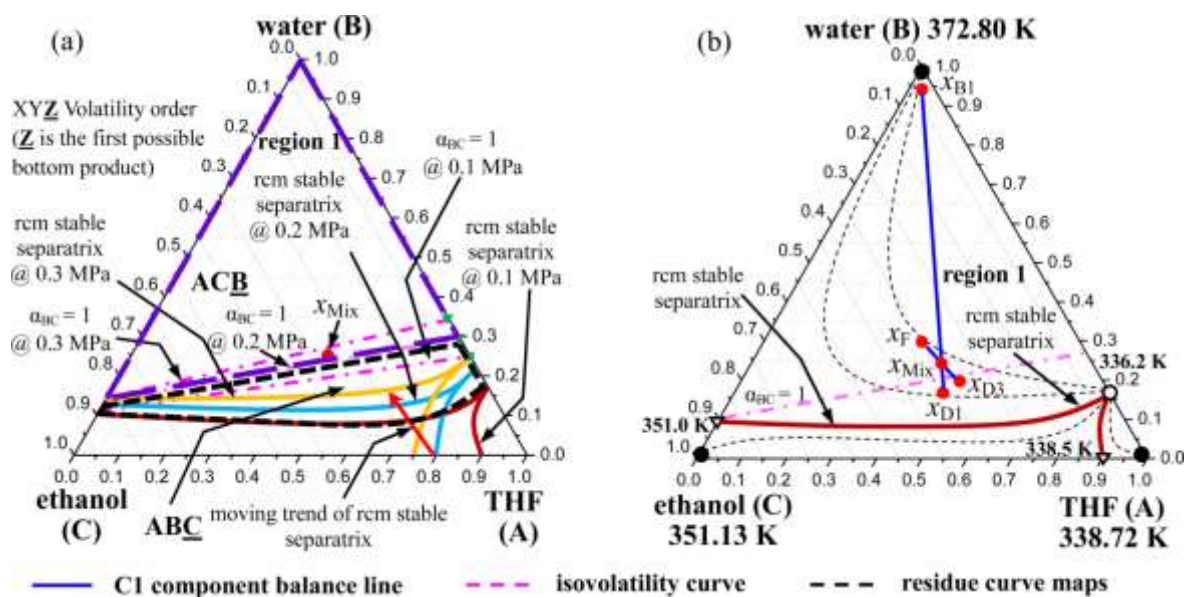 (a)
water (B)
0.0
1.0
0.1
0.9
0.2
0.8
0.3
0.7
0.4
0.6
0.5
0.5
0.6
0.4
0.7
0.3
0.8
0.2
0.9
0.1
1.0
0.0
0.0
0.1
0.2
0.3
0.4
0.5
0.6
0.7
0.8
0.9
1.0
XYZ Volatility order
(Z is the first possible
bottom product)
region 1
α_BC = 1
@ 0.1 MPa
rcm stable
separatrix
@ 0.2 MPa
rcm stable
separatrix
@ 0.3 MPa
rcm stable
separatrix
@ 0.1 MPa
ACB
x_Mix
α_BC = 1
@ 0.3 MPa
α_BC = 1
@ 0.2 MPa
ethanol
(C)
ABC
moving trend of rcm stable
separatrix
THF
(A)
(b)
water (B) 372.80 K
0.0
1.0
x_B1
0.1
0.9
0.2
0.8
0.3
0.7
0.4
0.6
0.5
0.5
0.6
0.4
0.7
0.3
0.8
0.2
0.9
0.1
1.0
0.0
0.0
0.1
0.2
0.3
0.4
0.5
0.6
0.7
0.8
0.9
1.0
rcm stable
separatrix
region 1
rcm stable
separatrix
x_F
x_Mix
x_D3
x_D1
336.2 K
α_BC = 1
351.0 K
338.5 K
ethanol (C)
351.13 K
THF (A)
338.72 K
C1 component balance line
isovolatility curve
residue curve maps